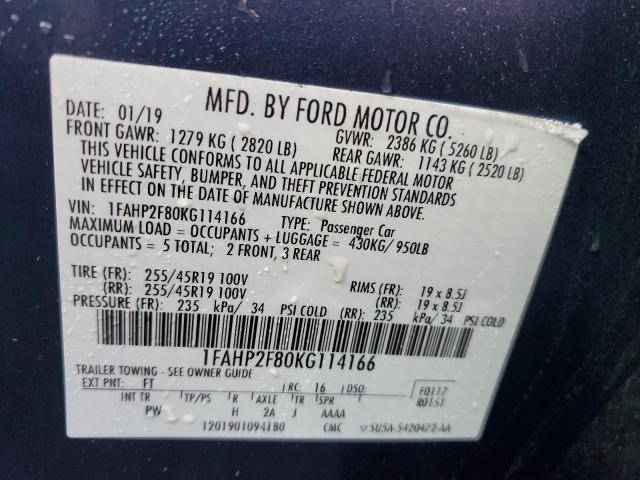 MFD. BY FORD MOTOR CO.
DATE: 01/19 GVWR: 2386 KG ( 5260 LB)
FRONT GAWR: 1279 KG ( 2820 LB) REAR GAWR: 1143 KG ( 2520 LB)
THIS VEHICLE CONFORMS TO ALL APPLICABLE FEDERAL MOTOR
VEHICLE SAFETY, BUMPER, AND THEFT PREVENTION STANDARDS
IN EFFECT ON THE DATE OF MANUFACTURE SHOWN ABOVE.
VIN: 1FAHP2F80KG114166 TYPE: Passenger Car
MAXIMUM LOAD = OCCUPANTS + LUGGAGE = 430KG/ 950LB
OCCUPANTS = 5 TOTAL; 2 FRONT, 3 REAR
TIRE (FR): 255/45R19 100V RIMS (FR): 19 x 8.5J
(RR): 255/45R19 100V (RR): 19 x 8.5J
PRESSURE (FR): 235 kPa/ 34 PSI COLD (RR): 235 kPa/ 34 PSI COLD
1FAHP2F80KG114166
TRAILER TOWING - SEE OWNER GUIDE
EXT PNT: FT RC: 16 DSO: F0117
INT TR TP/PS R AXLE TR SPR R0151
PW H 2A J AAAA
1201901094180 CMC 5U5A-5420472-AA